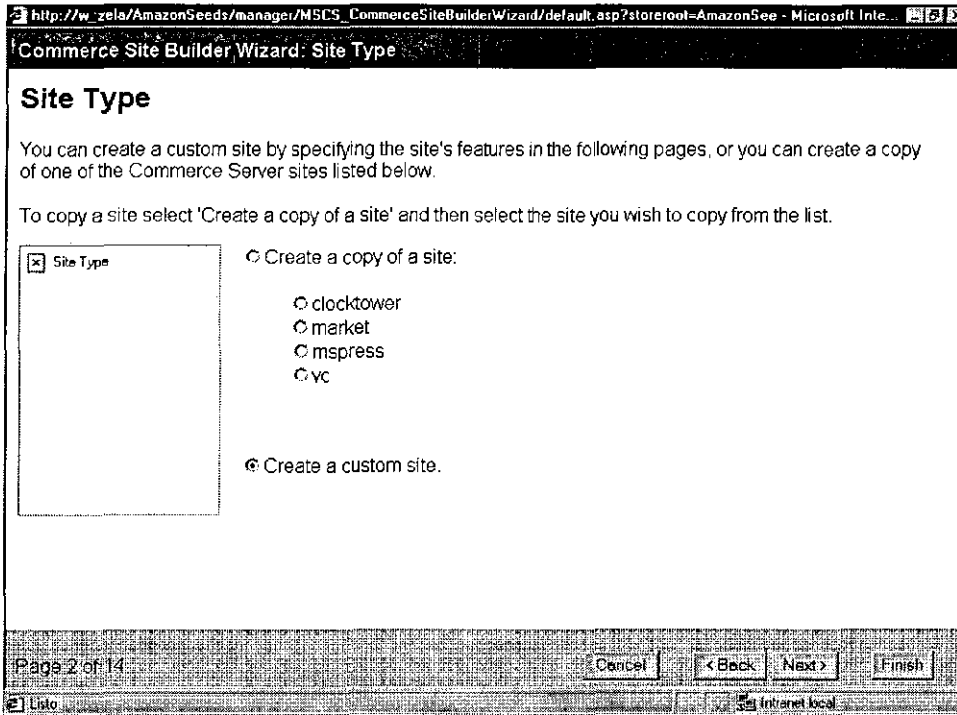 http://w_zela/AmazonSeeds/manager/MSCS_CommerceSiteBuilderWizard/default.asp?storeroot=AmazonSee - Microsoft Inte...
Commerce Site Builder Wizard: Site Type
Site Type
You can create a custom site by specifying the site's features in the following pages, or you can create a copy
of one of the Commerce Server sites listed below.
To copy a site select 'Create a copy of a site' and then select the site you wish to copy from the list.
Site Type
Create a copy of a site:
clocktower
market
mspress
vc
Create a custom site.
Page 2 of 14
Cancel
< Back
Next >
Finish
Listo
Intranet local